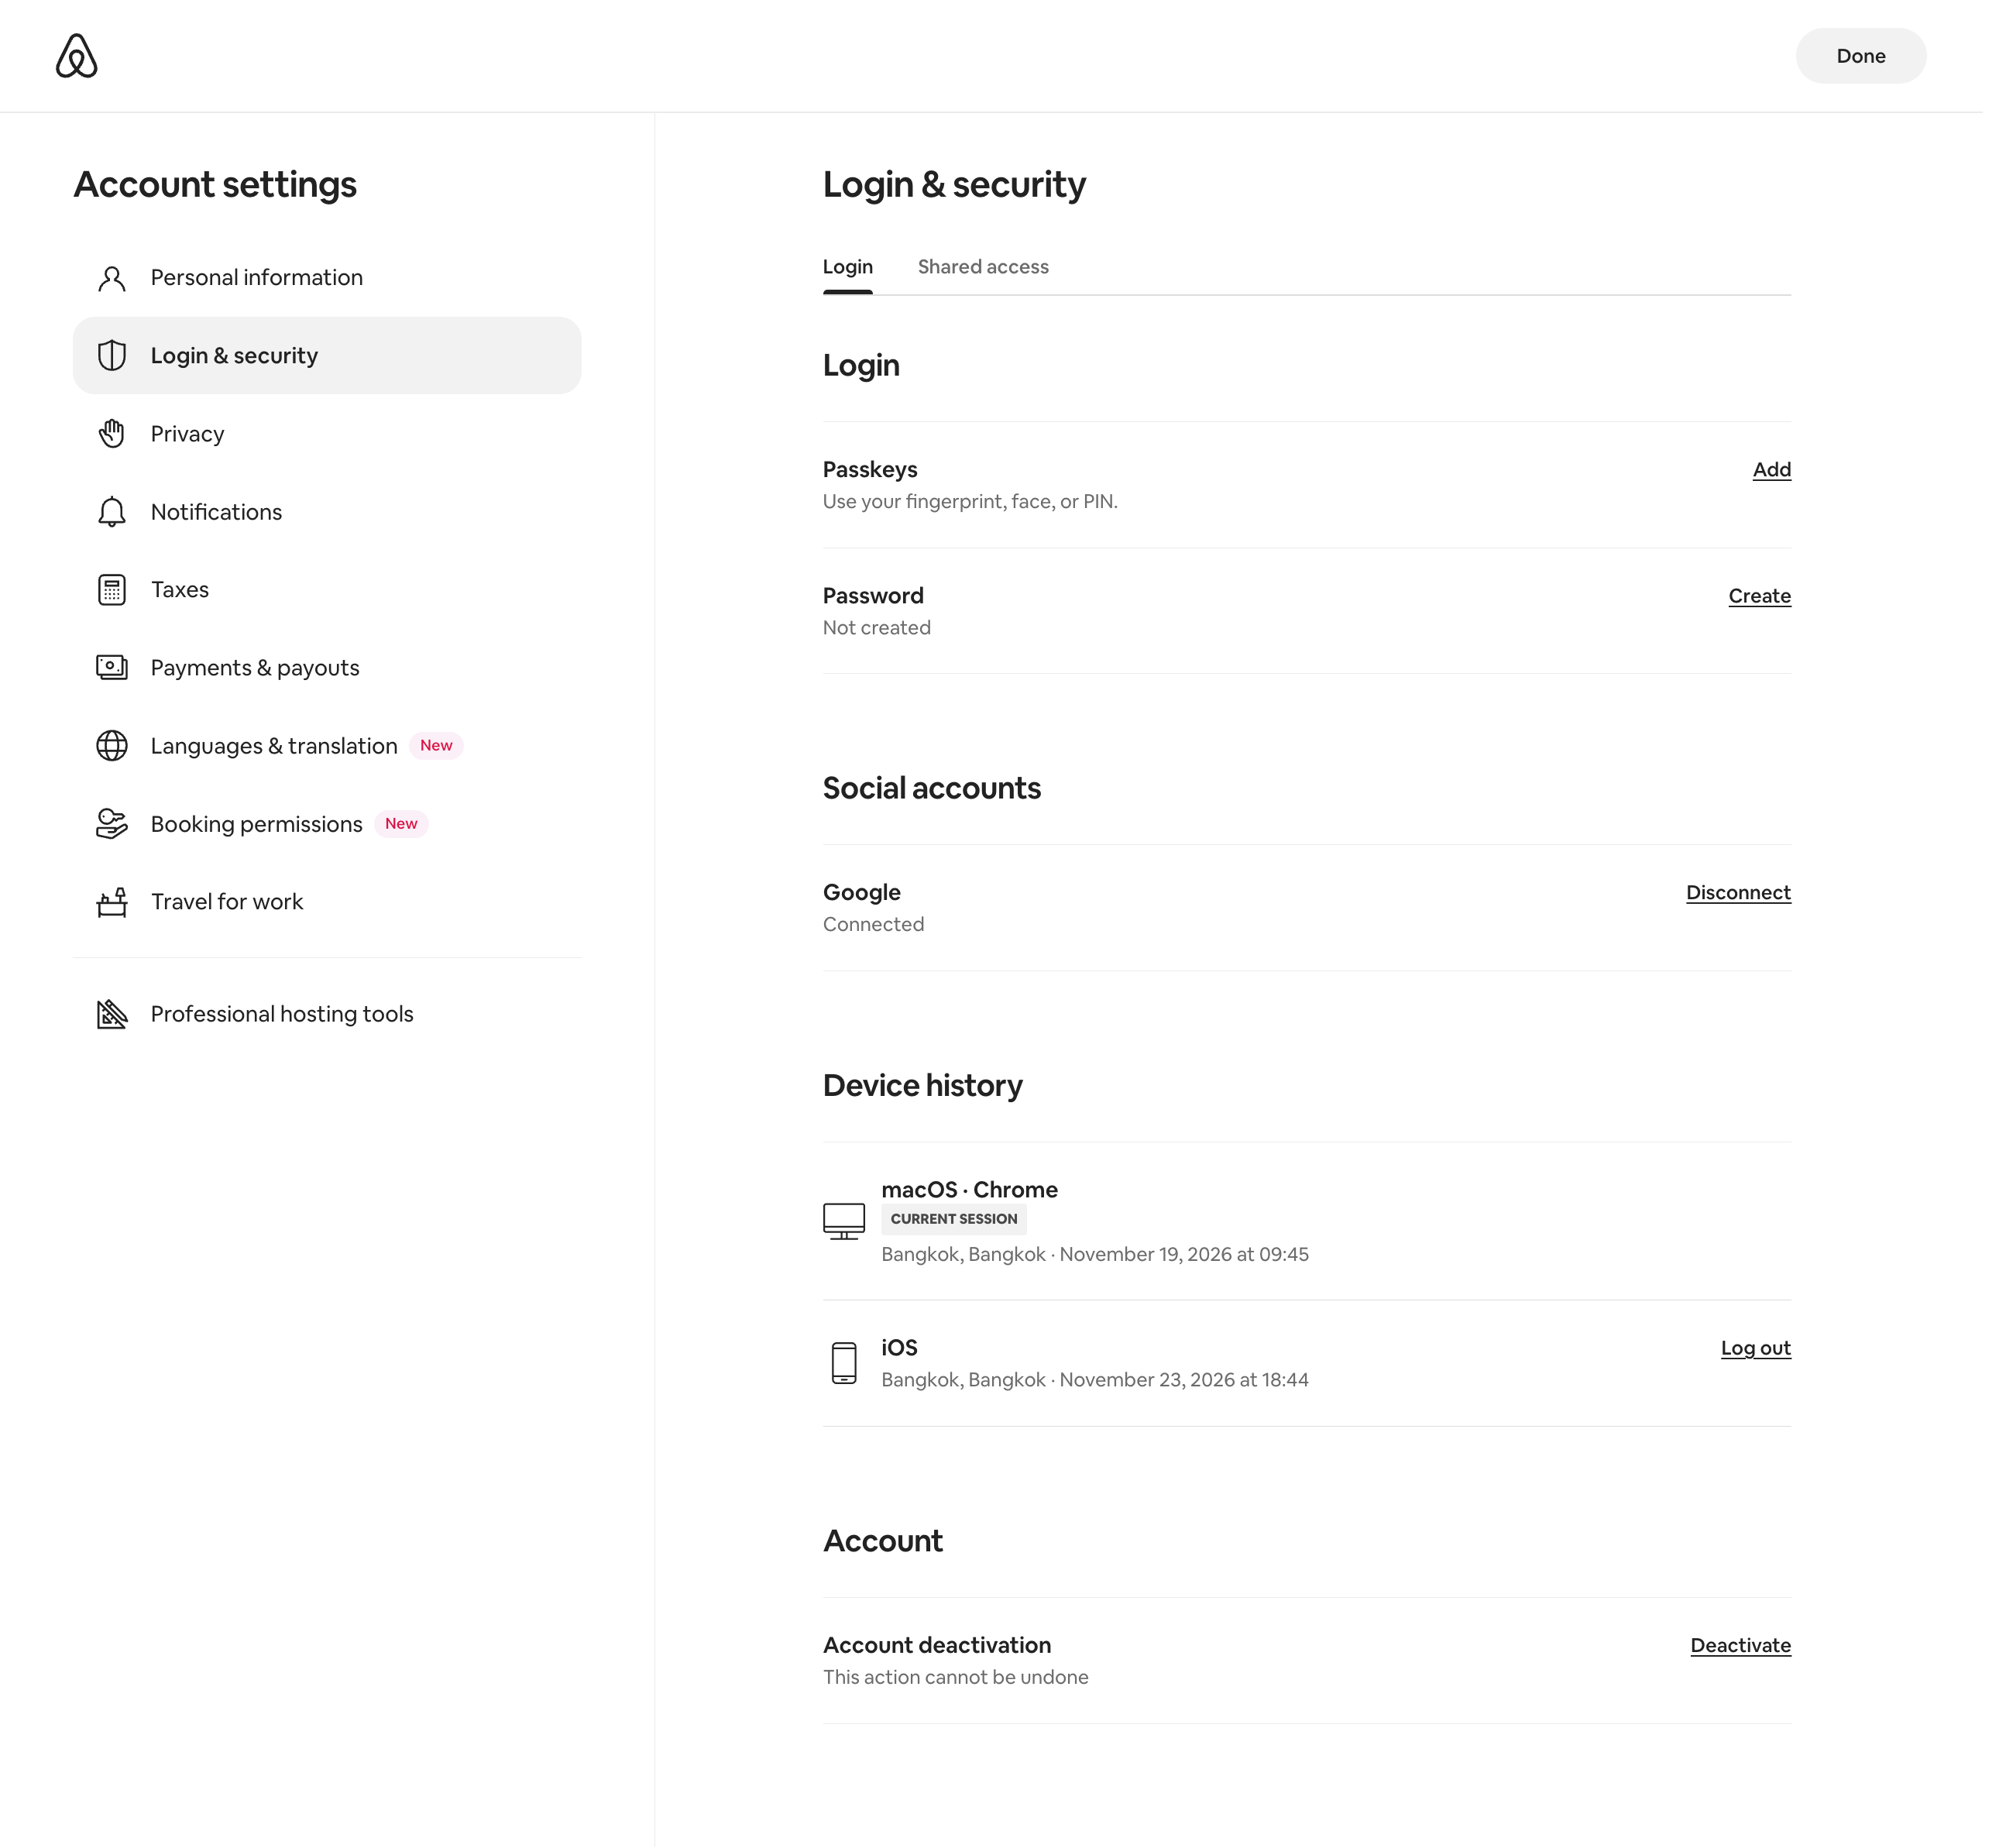 Done
Account settings
Personal information
Login & security
Privacy
Notifications
Taxes
Payments & payouts
Languages & translation New
Booking permissions New
Travel for work
Professional hosting tools
Login & security
Login Shared access
Login
Passkeys Add
Use your fingerprint, face, or PIN.
Password Create
Not created
Social accounts
Google Disconnect
Connected
Device history
macOS · Chrome
CURRENT SESSION
Bangkok, Bangkok · November 19, 2026 at 09:45
iOS Log out
Bangkok, Bangkok · November 23, 2026 at 18:44
Account
Account deactivation Deactivate
This action cannot be undone